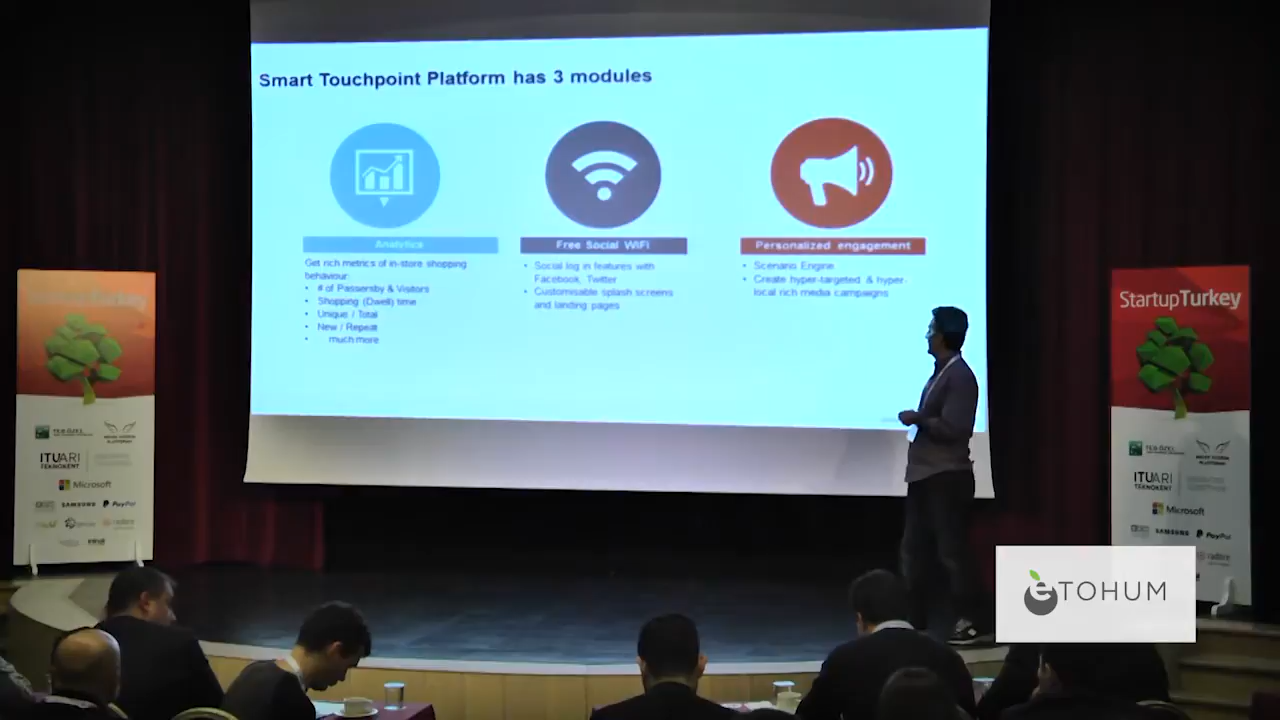 Smart Touchpoint Platform has 3 modules
Analytics
Get rich metrics of in-store shopping
behaviour:
• # of Passersby & Visitors
• Shopping (Dwell) time
• Unique / Total
• New / Repeat
• much more
Free Social WiFi
• Social log in features with
Facebook, Twitter
• Customisable splash screens
and landing pages
Personalized engagement
• Scenario Engine
• Create hyper-targeted & hyper-
local rich media campaigns
StartupTurkey
ITUARI
TEKNOKENT
Microsoft
SAMSUNG
PayPal
StartupTurkey
ITUARI
TEKNOKENT
Microsoft
SAMSUNG
PayPal
eTOHUM